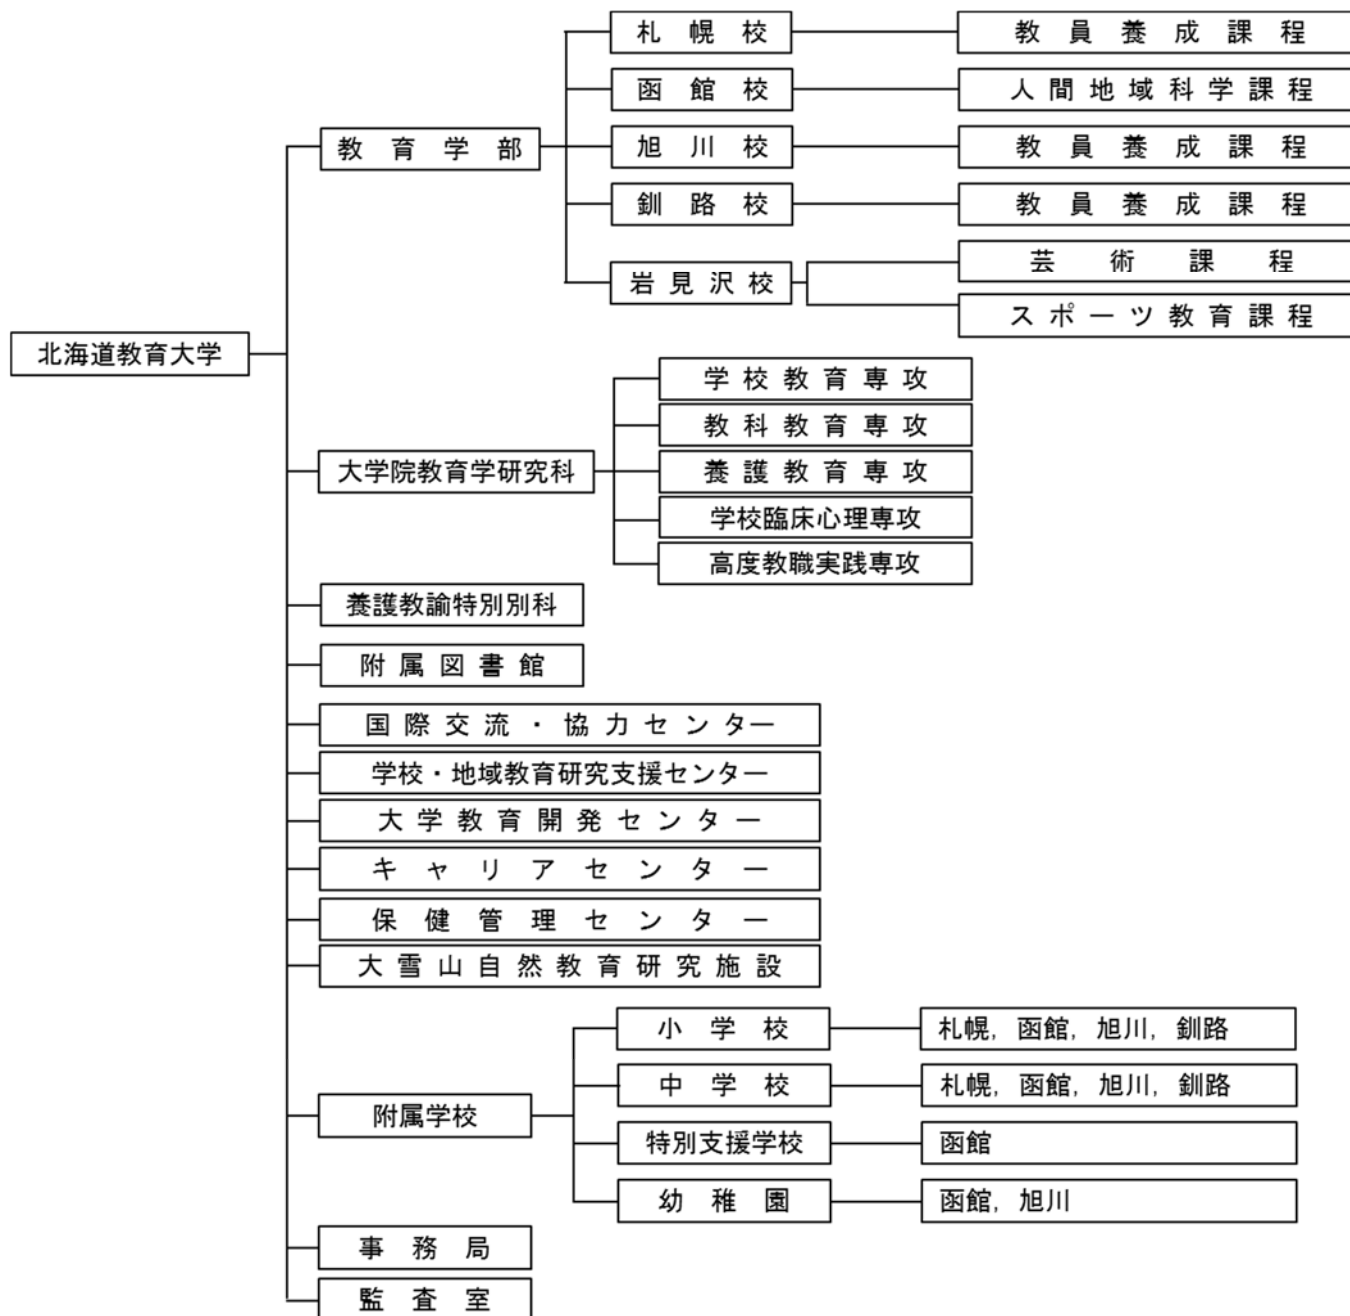 札幌校 教員養成課程
函館校 人間地域科学課程
教育学部 旭川校 教員養成課程
釧路校 教員養成課程
岩見沢校 芸術課程
スポーツ教育課程
北海道教育大学
学校教育専攻
教科教育専攻
大学院教育学研究科 養護教育専攻
学校臨床心理専攻
高度教職実践専攻
養護教諭特別別科
附属図書館
国際交流・協力センター
学校・地域教育研究支援センター
大学教育開発センター
キャリアセンター
保健管理センター
大雪山自然教育研究施設
小学校 札幌, 函館, 旭川, 釧路
中学校 札幌, 函館, 旭川, 釧路
附属学校
特別支援学校 函館
幼稚園 函館, 旭川
事務局
監査室